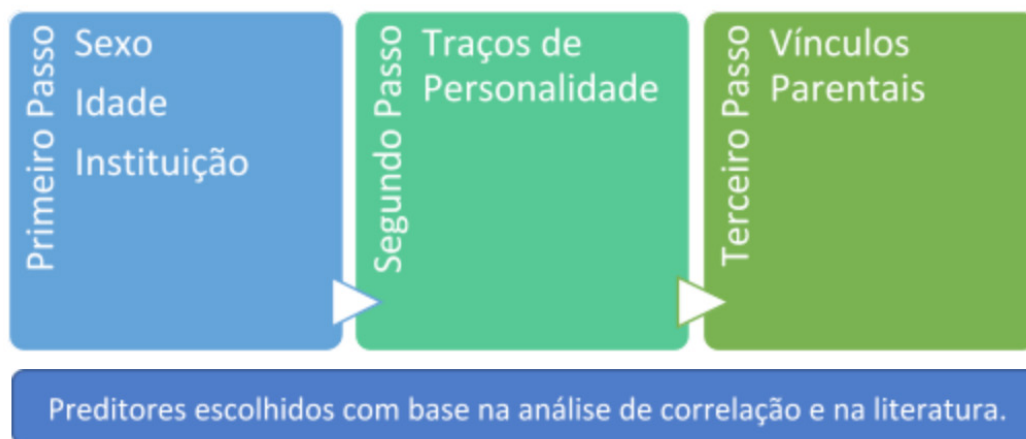 Primeiro Passo
Sexo
Idade
Instituição
Segundo Passo
Traços de
Personalidade
Terceiro Passo
Vínculos
Parentais
Preditores escolhidos com base na análise de correlação e na literatura.